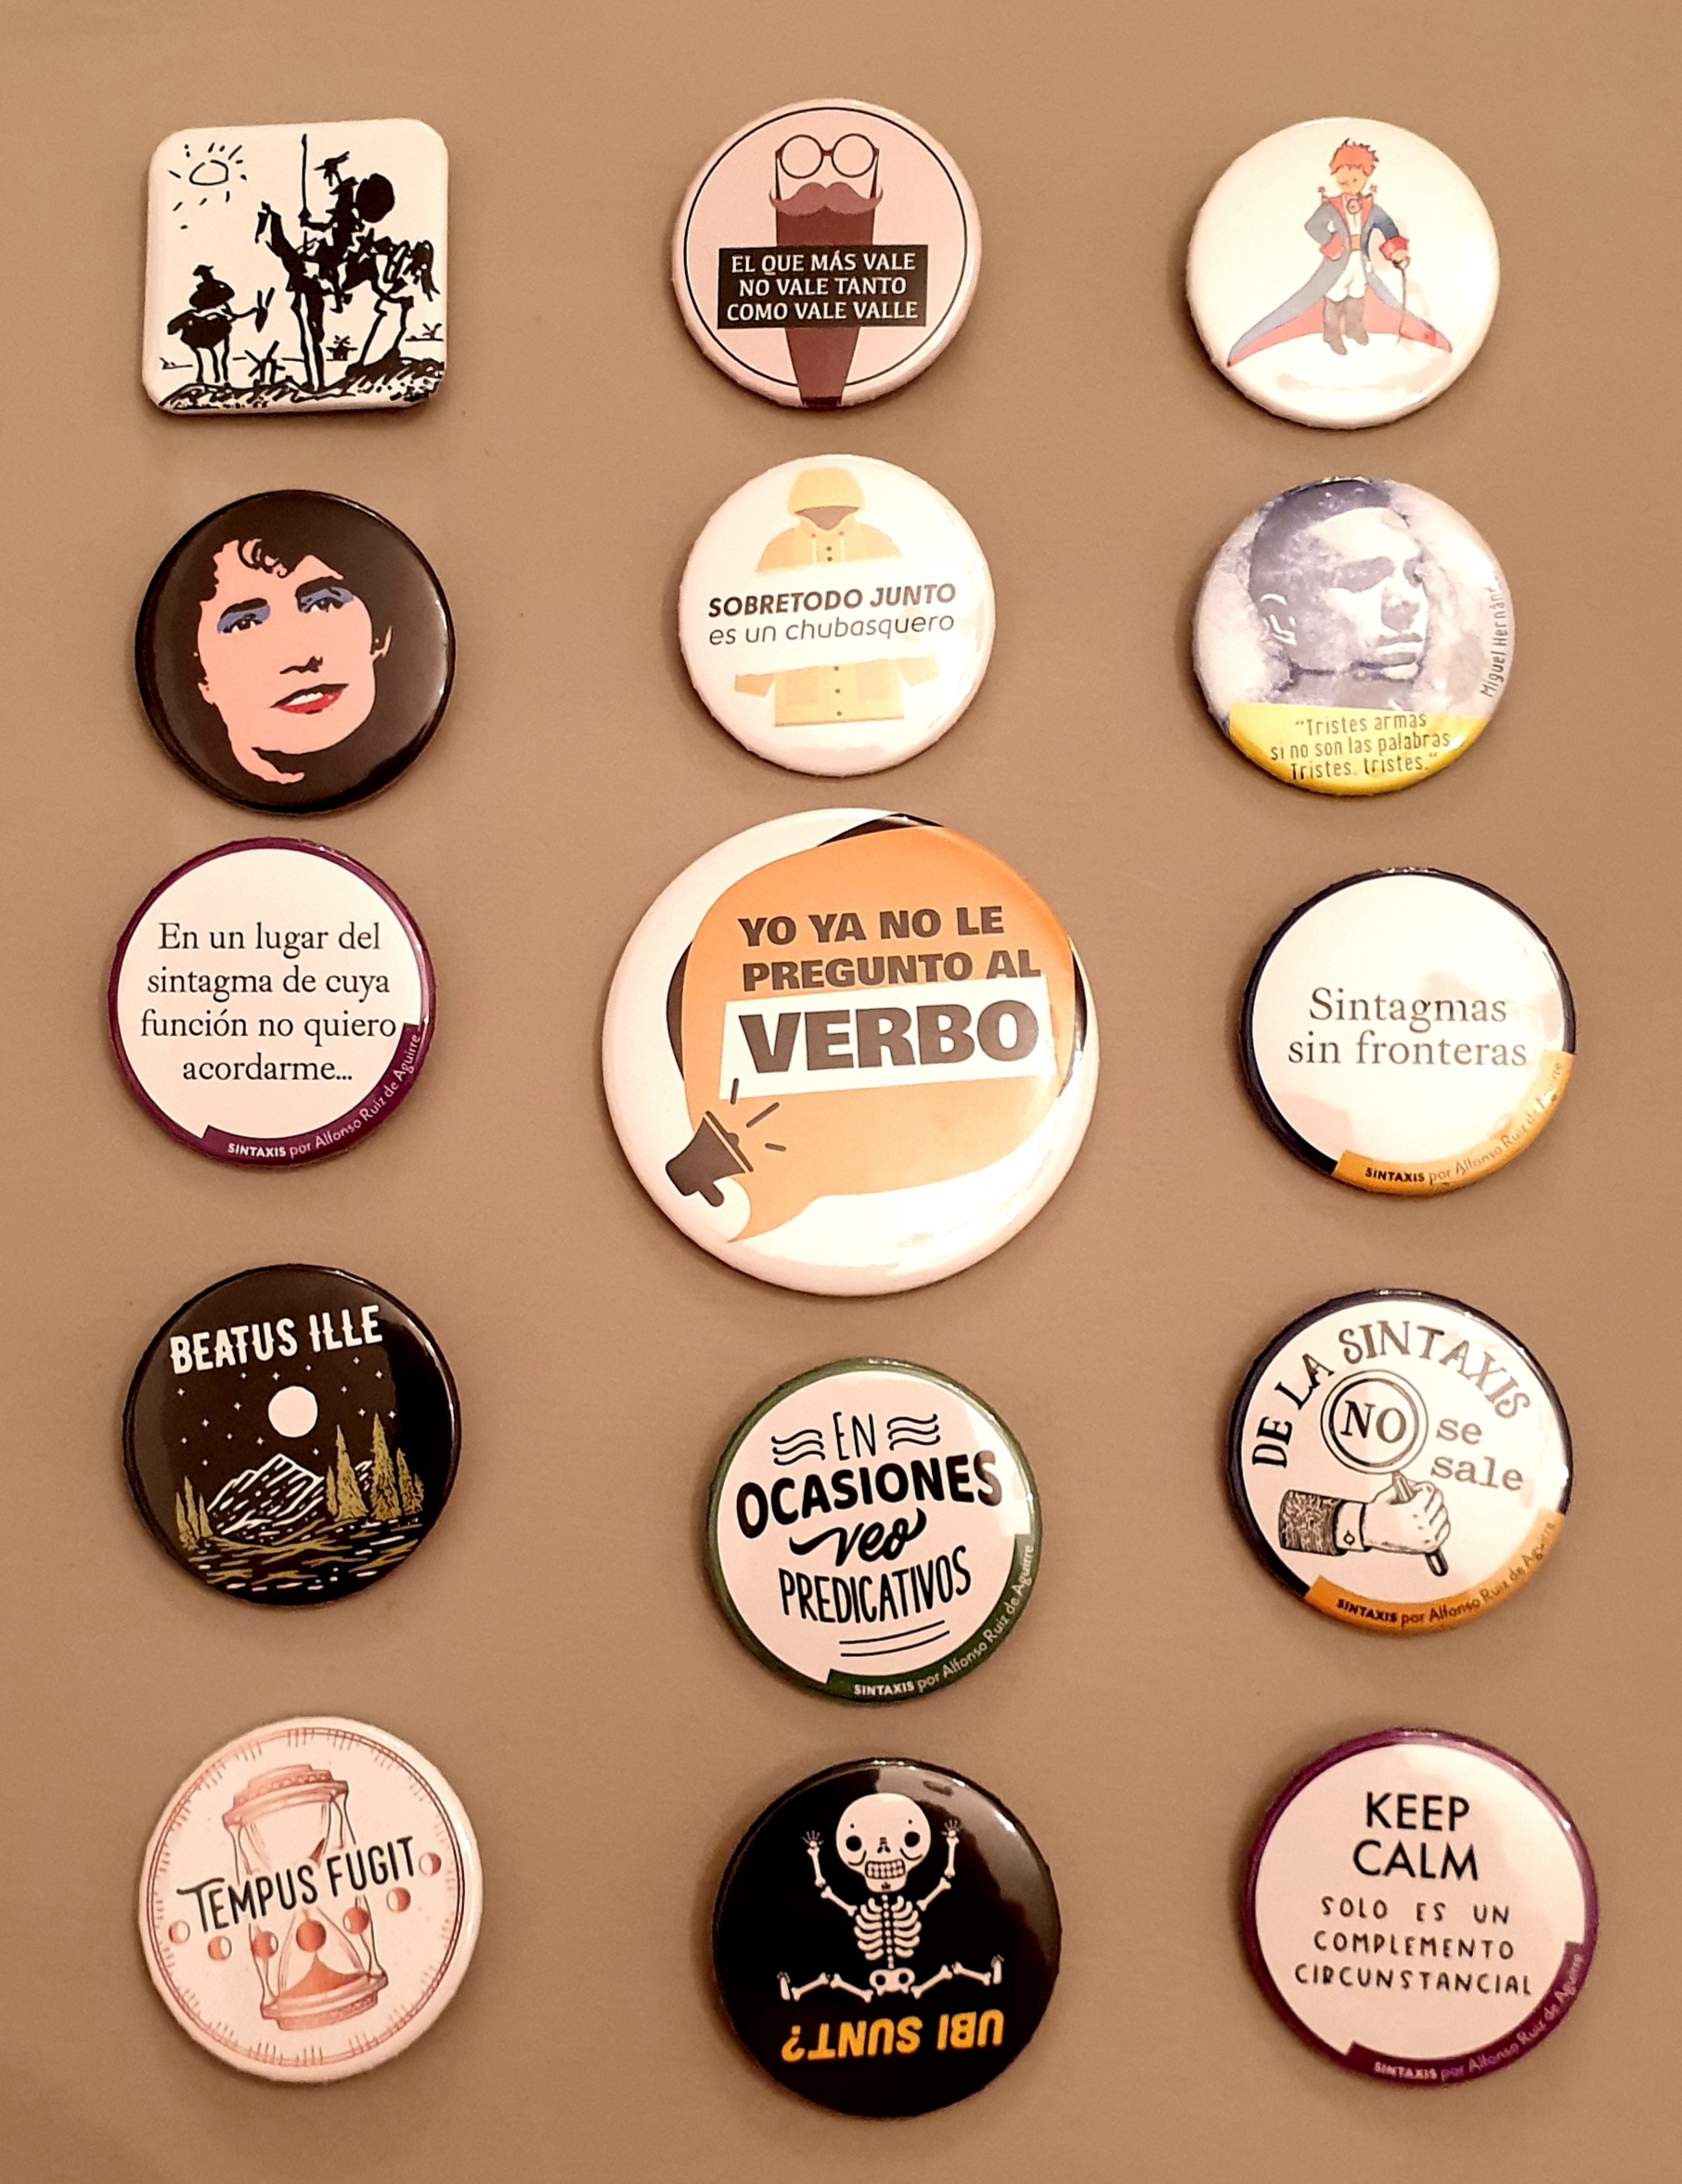 EL QUE MÁS VALE
NO VALE TANTO
COMO VALE VALLE
SOBRETODO JUNTO
es un chubasquero
Miguel Hernánd
"Tristes armas
si no son las palabras
Tristes, tristes."
En un lugar del
sintagma de cuya
función no quiero
acordarme...
SINTAXIS por Alfonso Ruiz de Aguirre
YO YA NO LE
PREGUNTO AL
VERBO
Sintagmas
sin fronteras
SINTAXIS por Alfonso Ruiz de Aguirre
BEATUS ILLE
EN
OCASIONES
veo
PREDICATIVOS
SINTAXIS por Alfonso Ruiz de Aguirre
DE LA SINTAXIS
NO se
sale
SINTAXIS por Alfonso Ruiz de Aguirre
TEMPUS FUGIT
UBI SUNT?
KEEP
CALM
SOLO ES UN
COMPLEMENTO
CIRCUNSTANCIAL
SINTAXIS por Alfonso Ruiz de Aguirre